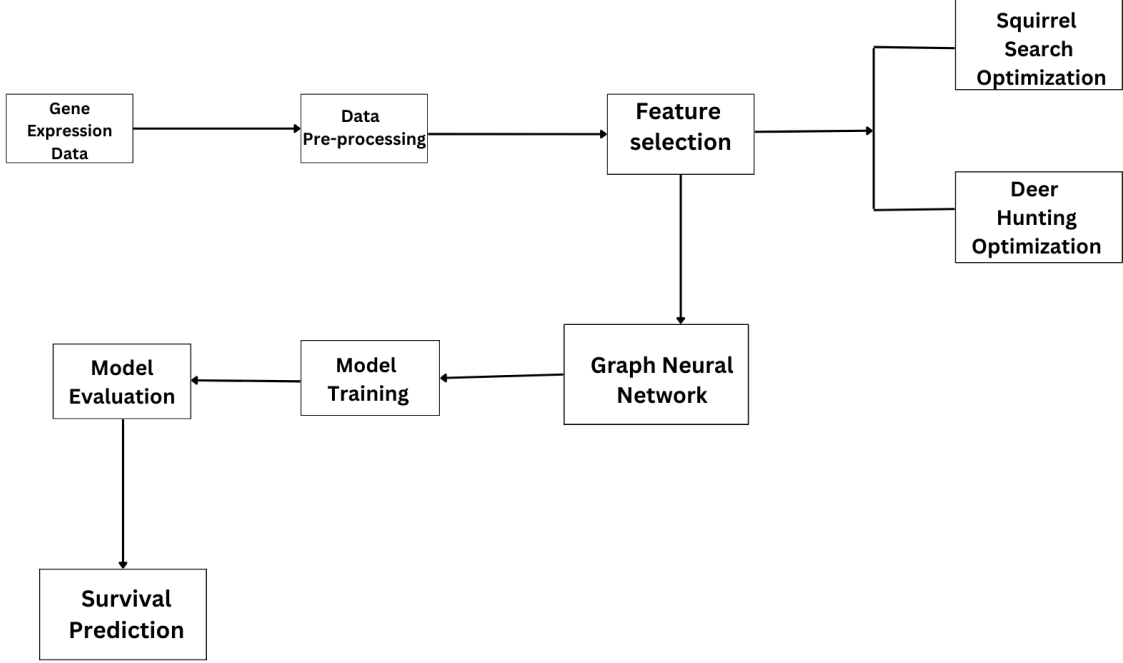 Gene
Expression
Data
Data
Pre-processing
Feature
selection
Squirrel
Search
Optimization
Deer
Hunting
Optimization
Graph Neural
Network
Model
Training
Model
Evaluation
Survival
Prediction